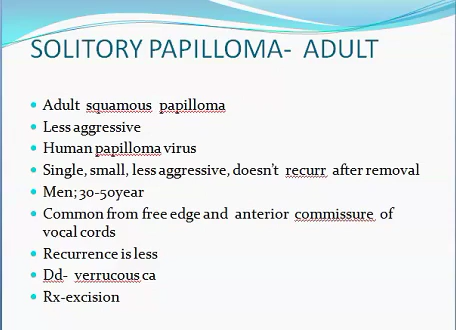 SOLITORY PAPILLOMA- ADULT
Adult squamous papilloma
Less aggressive
Human papilloma virus
Single, small, less aggressive, doesn't recurr after removal
Men; 30-50year
Common from free edge and anterior commissure of
vocal cords
Recurrence is less
Dd- verrucous ca
Rx-excision